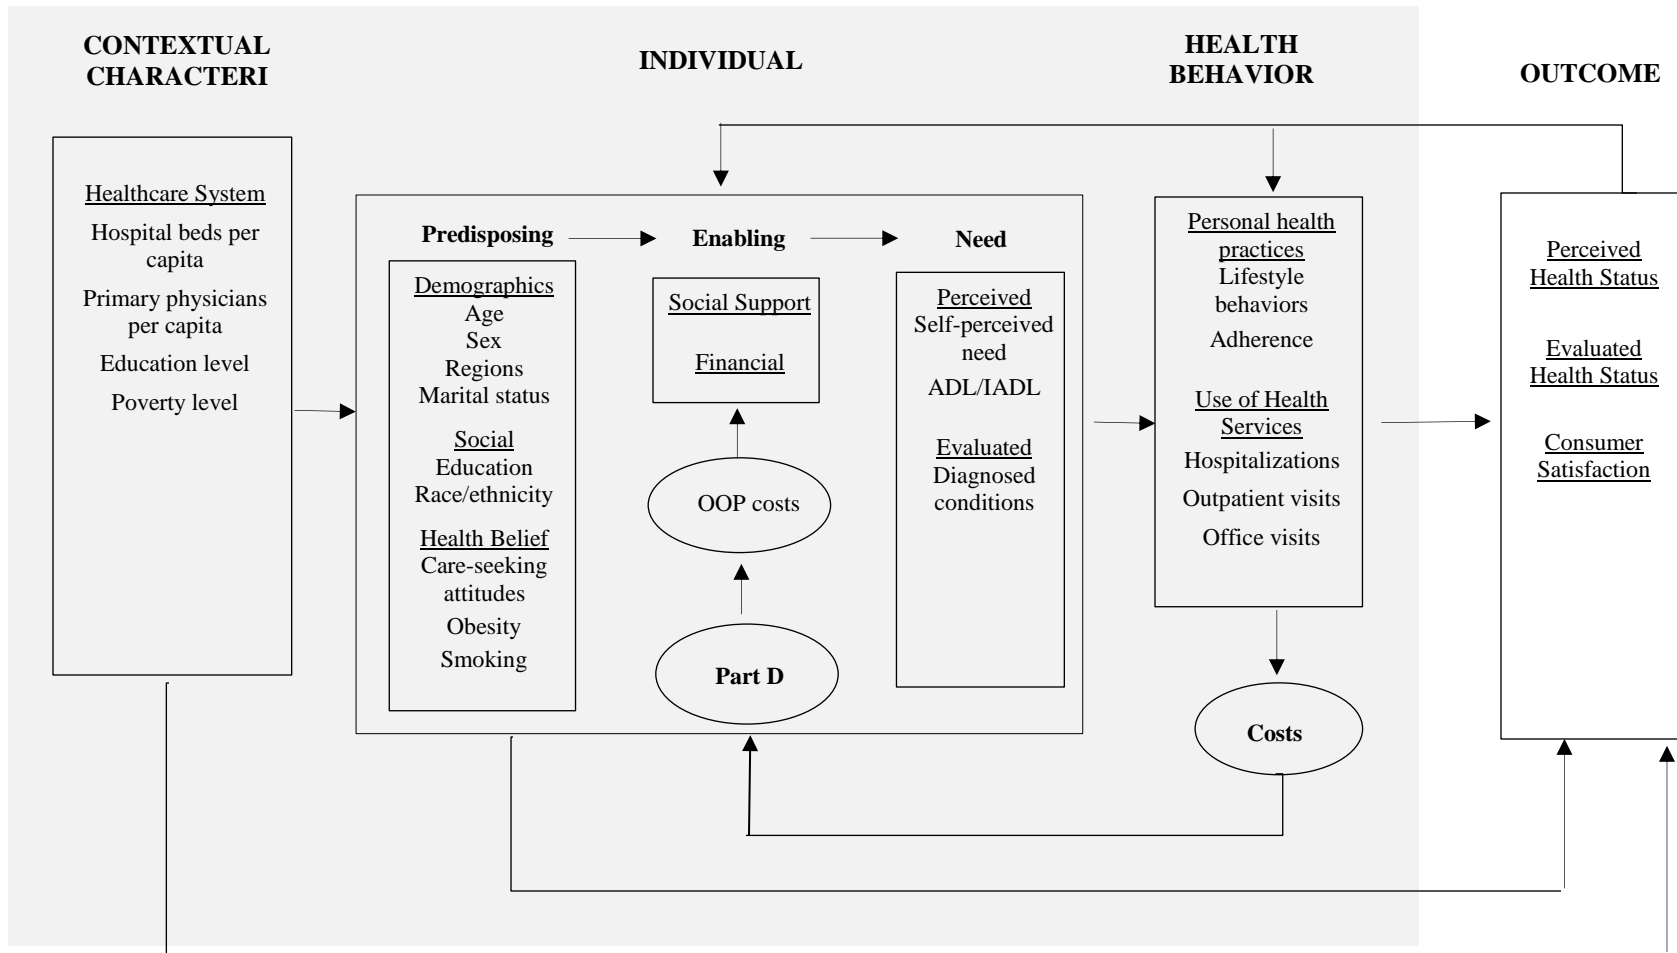 CONTEXTUAL
CHARACTERI
INDIVIDUAL
HEALTH
BEHAVIOR
OUTCOME
Healthcare System
Hospital beds per
capita
Primary physicians
per capita
Education level
Poverty level
Predisposing
Enabling
Need
Demographics
Age
Sex
Regions
Marital status
Social
Education
Race/ethnicity
Health Belief
Care-seeking
attitudes
Obesity
Smoking
Social Support
Financial
OOP costs
Part D
Perceived
Self-perceived
need
ADL/IADL
Evaluated
Diagnosed
conditions
Personal health
practices
Lifestyle
behaviors
Adherence
Use of Health
Services
Hospitalizations
Outpatient visits
Office visits
Costs
Perceived
Health Status
Evaluated
Health Status
Consumer
Satisfaction